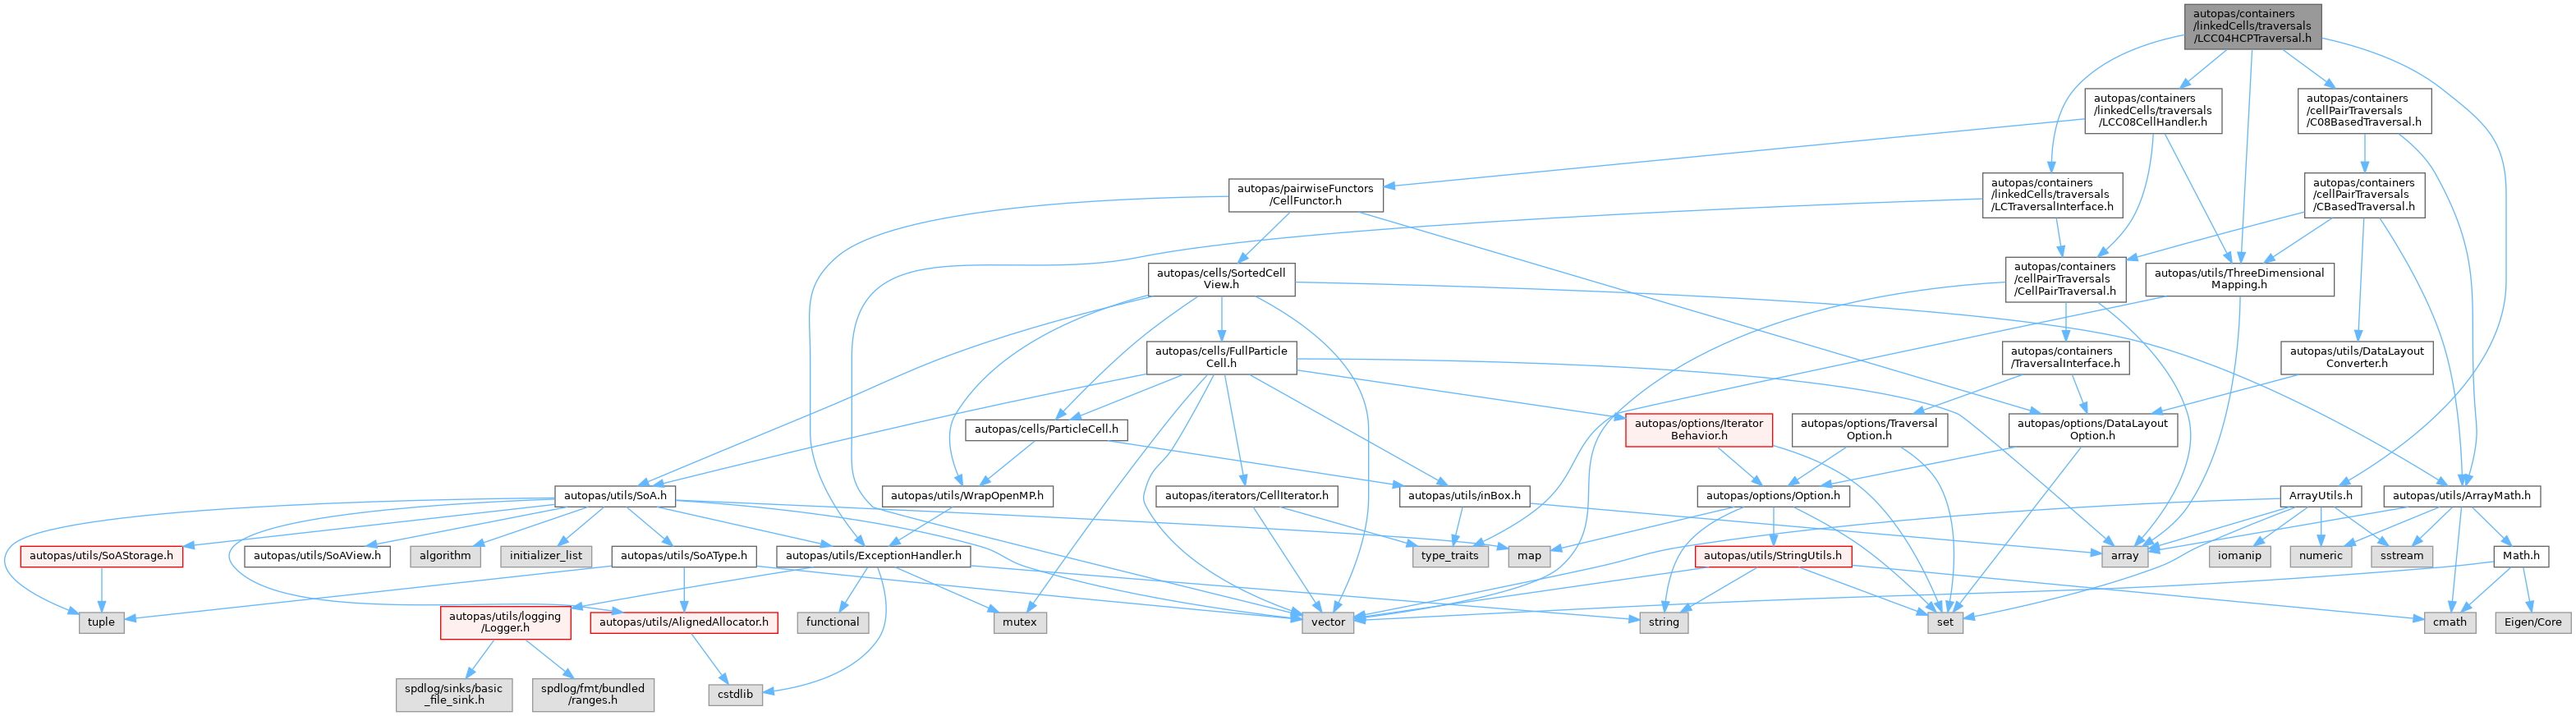 autopas/containers
/linkedCells/traversals
/LCC04HCPTraversal.h
autopas/containers
/linkedCells/traversals
/LCC08CellHandler.h
autopas/containers
/cellPairTraversals
/C08BasedTraversal.h
autopas/pairwiseFunctors
/CellFunctor.h
autopas/containers
/linkedCells/traversals
/LCTraversalInterface.h
autopas/containers
/cellPairTraversals
/CBasedTraversal.h
autopas/cells/SortedCell
View.h
autopas/containers
/cellPairTraversals
/CellPairTraversal.h
autopas/utils/ThreeDimensional
Mapping.h
autopas/cells/FullParticle
Cell.h
autopas/containers
/TraversalInterface.h
autopas/utils/DataLayout
Converter.h
autopas/cells/ParticleCell.h
autopas/options/Iterator
Behavior.h
autopas/options/Traversal
Option.h
autopas/options/DataLayout
Option.h
autopas/utils/SoA.h
autopas/utils/WrapOpenMP.h
autopas/iterators/CellIterator.h
autopas/utils/inBox.h
autopas/options/Option.h
ArrayUtils.h
autopas/utils/ArrayMath.h
autopas/utils/SoAStorage.h
autopas/utils/SoAView.h
algorithm
initializer_list
autopas/utils/SoAType.h
autopas/utils/ExceptionHandler.h
type_traits
map
autopas/utils/StringUtils.h
array
iomanip
numeric
sstream
Math.h
tuple
autopas/utils/logging
/Logger.h
autopas/utils/AlignedAllocator.h
functional
mutex
vector
string
set
cmath
Eigen/Core
spdlog/sinks/basic
_file_sink.h
spdlog/fmt/bundled
/ranges.h
cstdlib